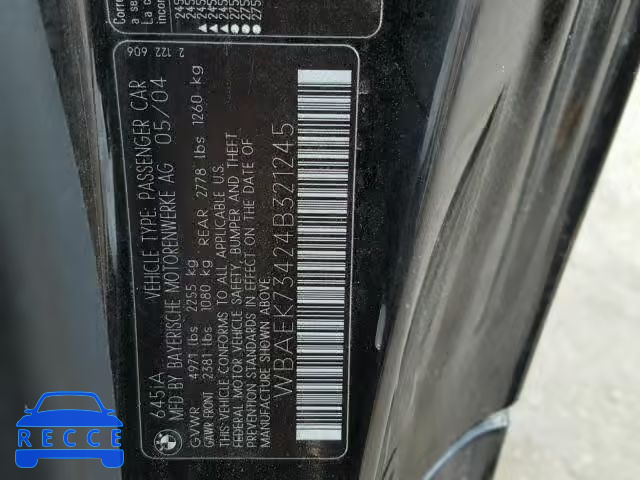 2 122 606
645iA VEHICLE TYPE: PASSENGER CAR
MFD BY BAYERISCHE MOTORENWERKE AG 05/04
GVWR 4971 lbs 2255 kg
GAWR FRONT 2381 lbs 1080 kg REAR 2778 lbs 1260 kg
THIS VEHICLE CONFORMS TO ALL APPLICABLE U.S.
FEDERAL MOTOR VEHICLE SAFETY, BUMPER AND THEFT
PREVENTION STANDARDS IN EFFECT ON THE DATE OF
MANUFACTURE SHOWN ABOVE.
WBAEK73424B321245
RECCE